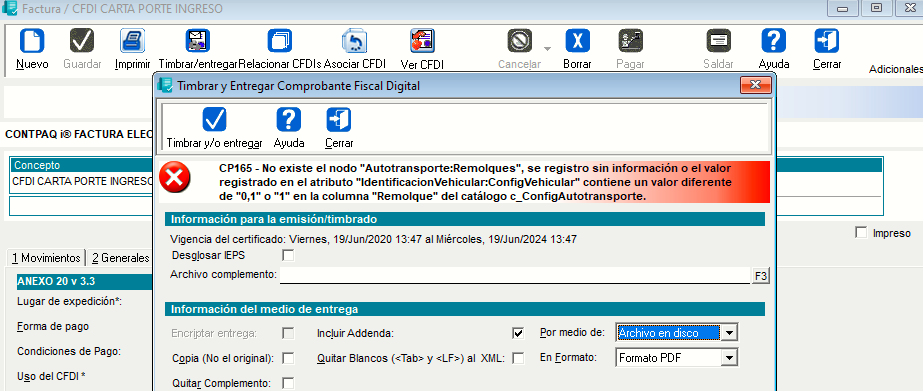 Factura / CFDI CARTA PORTE INGRESO
Nuevo Guardar Imprimir Timbrar/entregar Relacionar CFDIs Asociar CFDI Ver CFDI Cancelar Borrar Pagar Saldar Ayuda Cerrar
Adicionales
Timbrar y Entregar Comprobante Fiscal Digital
Timbrar y/o entregar Ayuda Cerrar
CONTPAQ i® FACTURA ELEC
Concepto
CFDI CARTA PORTE INGRESO
CP165 - No existe el nodo "Autotransporte:Remolques", se registro sin información o el valor
registrado en el atributo "IdentificacionVehicular:ConfigVehicular" contiene un valor diferente
de "0,1" o "1" en la columna "Remolque" del catálogo c_ConfigAutotransporte.
Información para la emisión/timbrado
Vigencia del certificado: Viernes, 19/Jun/2020 13:47 al Miércoles, 19/Jun/2024 13:47
Desglosar IEPS
Archivo complemento: F3
Impreso
1 Movimientos 2 Generales
ANEXO 20 v 3.3
Lugar de expedición*:
Forma de pago
Condiciones de Pago:
Uso del CFDI *
Información del medio de entrega
Encriptar entrega: Incluir Addenda: Por medio de: Archivo en disco
Copia (No el original): Quitar Blancos (<Tab> y <LF>) al XML: En Formato: Formato PDF
Quitar Complemento: